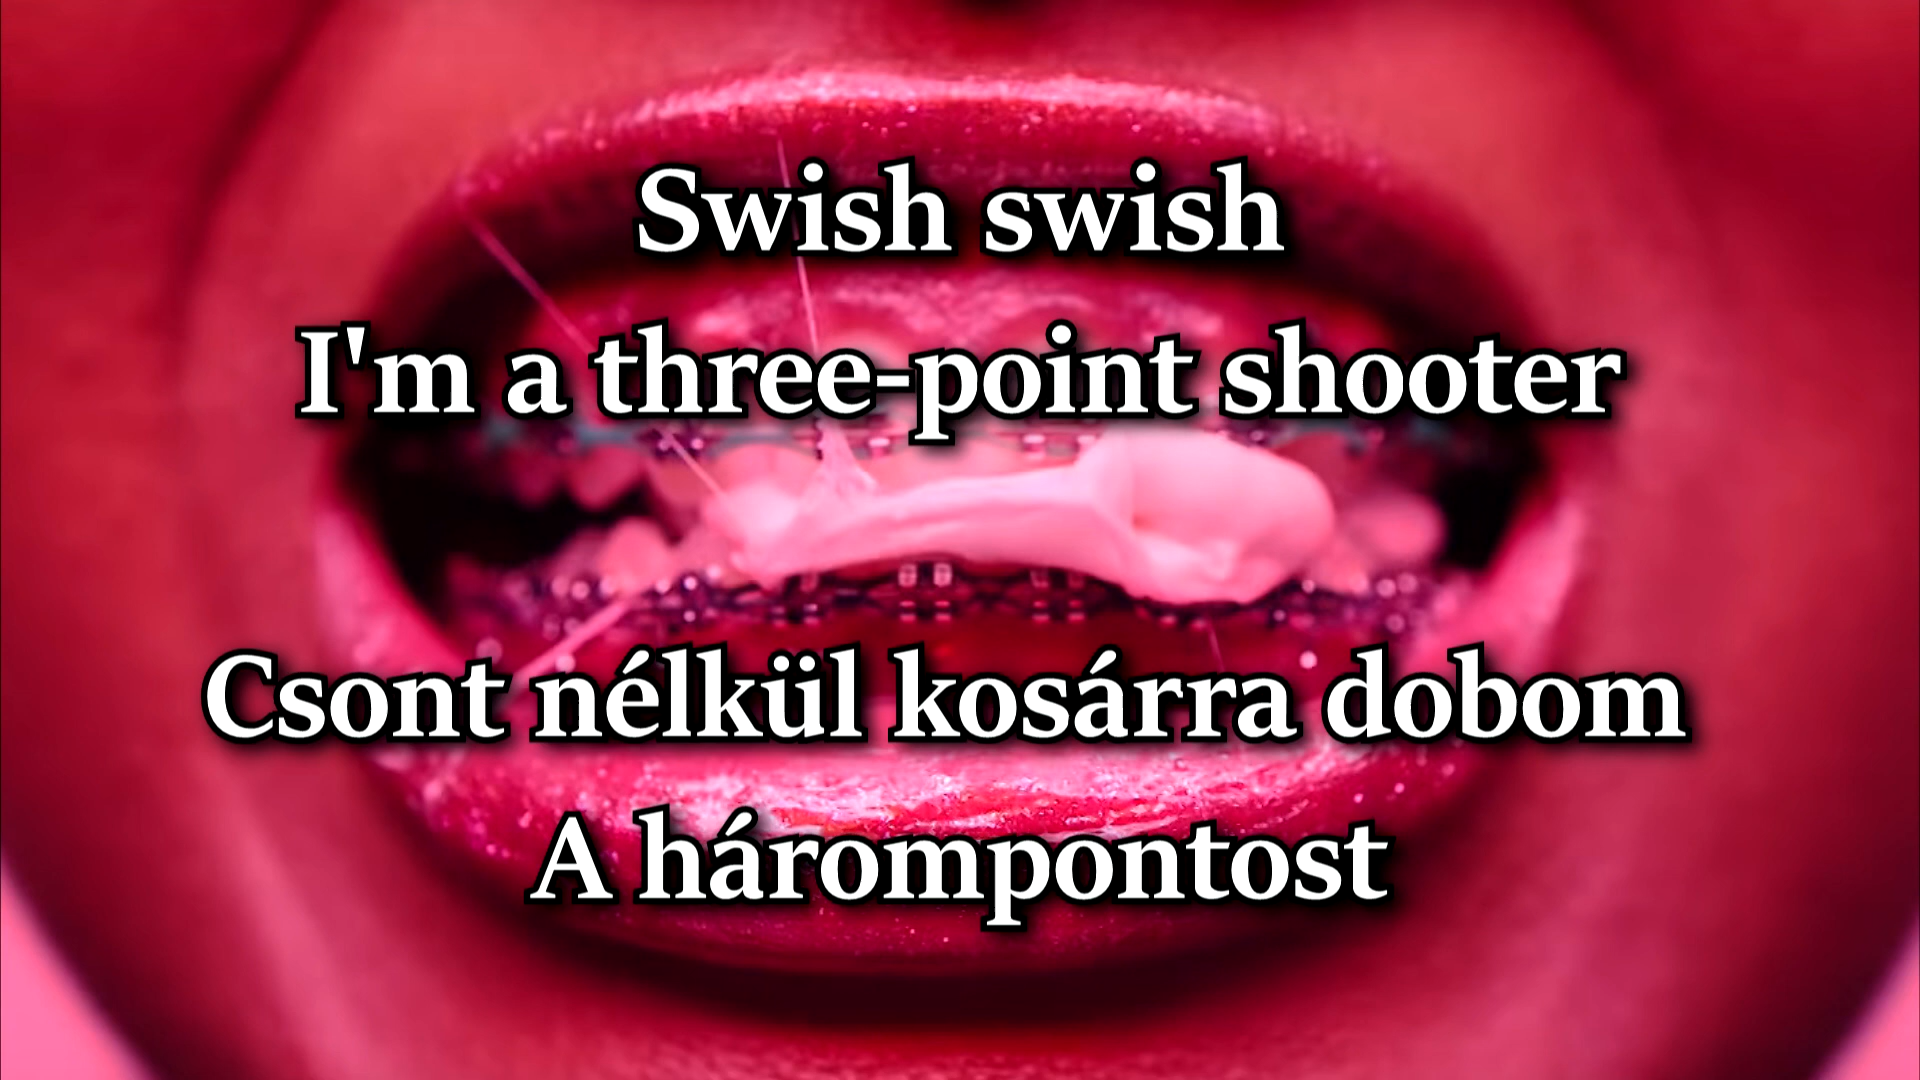 Swish swish
I'm a three-point shooter
Csont nélkül kosárra dobom
A hárompontost